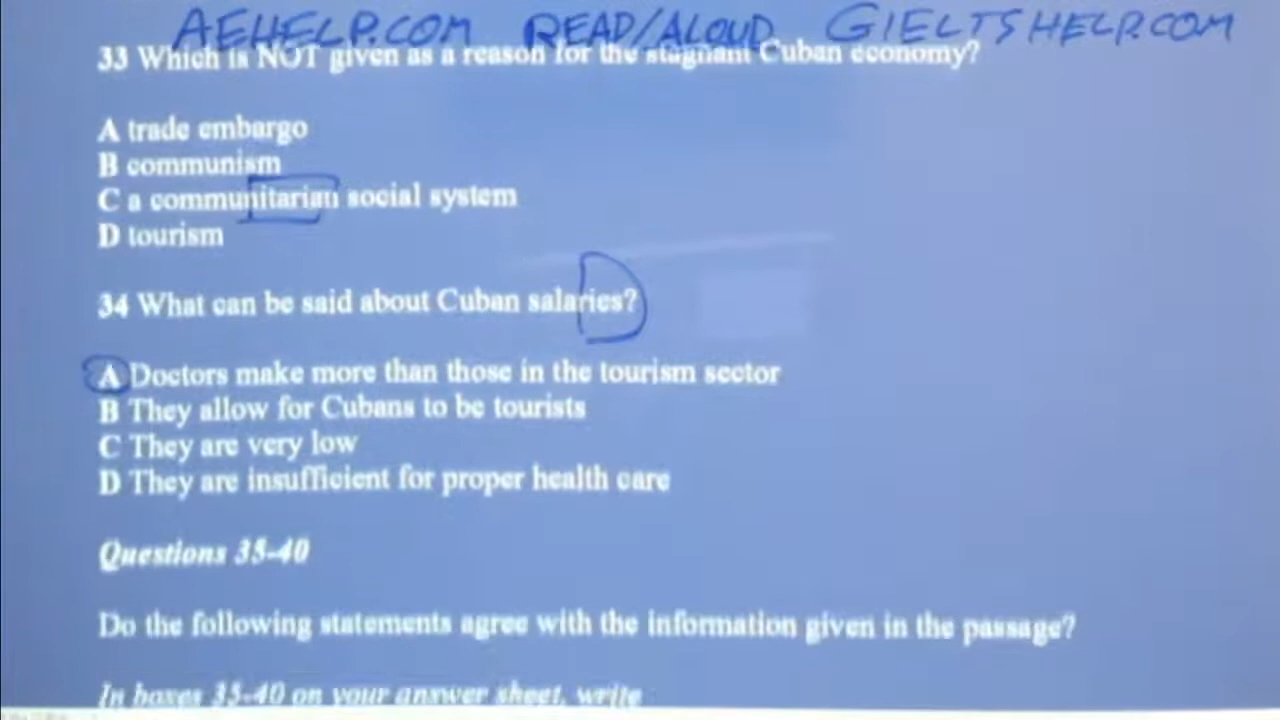 AEHELP.COM READ/ALOUD GIELTSHELP.COM
33 Which is NOT given as a reason for the stagnant Cuban economy?
A trade embargo
B communism
C a communitarian social system
D tourism
34 What can be said about Cuban salaries?
A Doctors make more than those in the tourism sector
B They allow for Cubans to be tourists
C They are very low
D They are insufficient for proper health care
Questions 35-40
Do the following statements agree with the information given in the passage?
In boxes 35-40 on your answer sheet, write